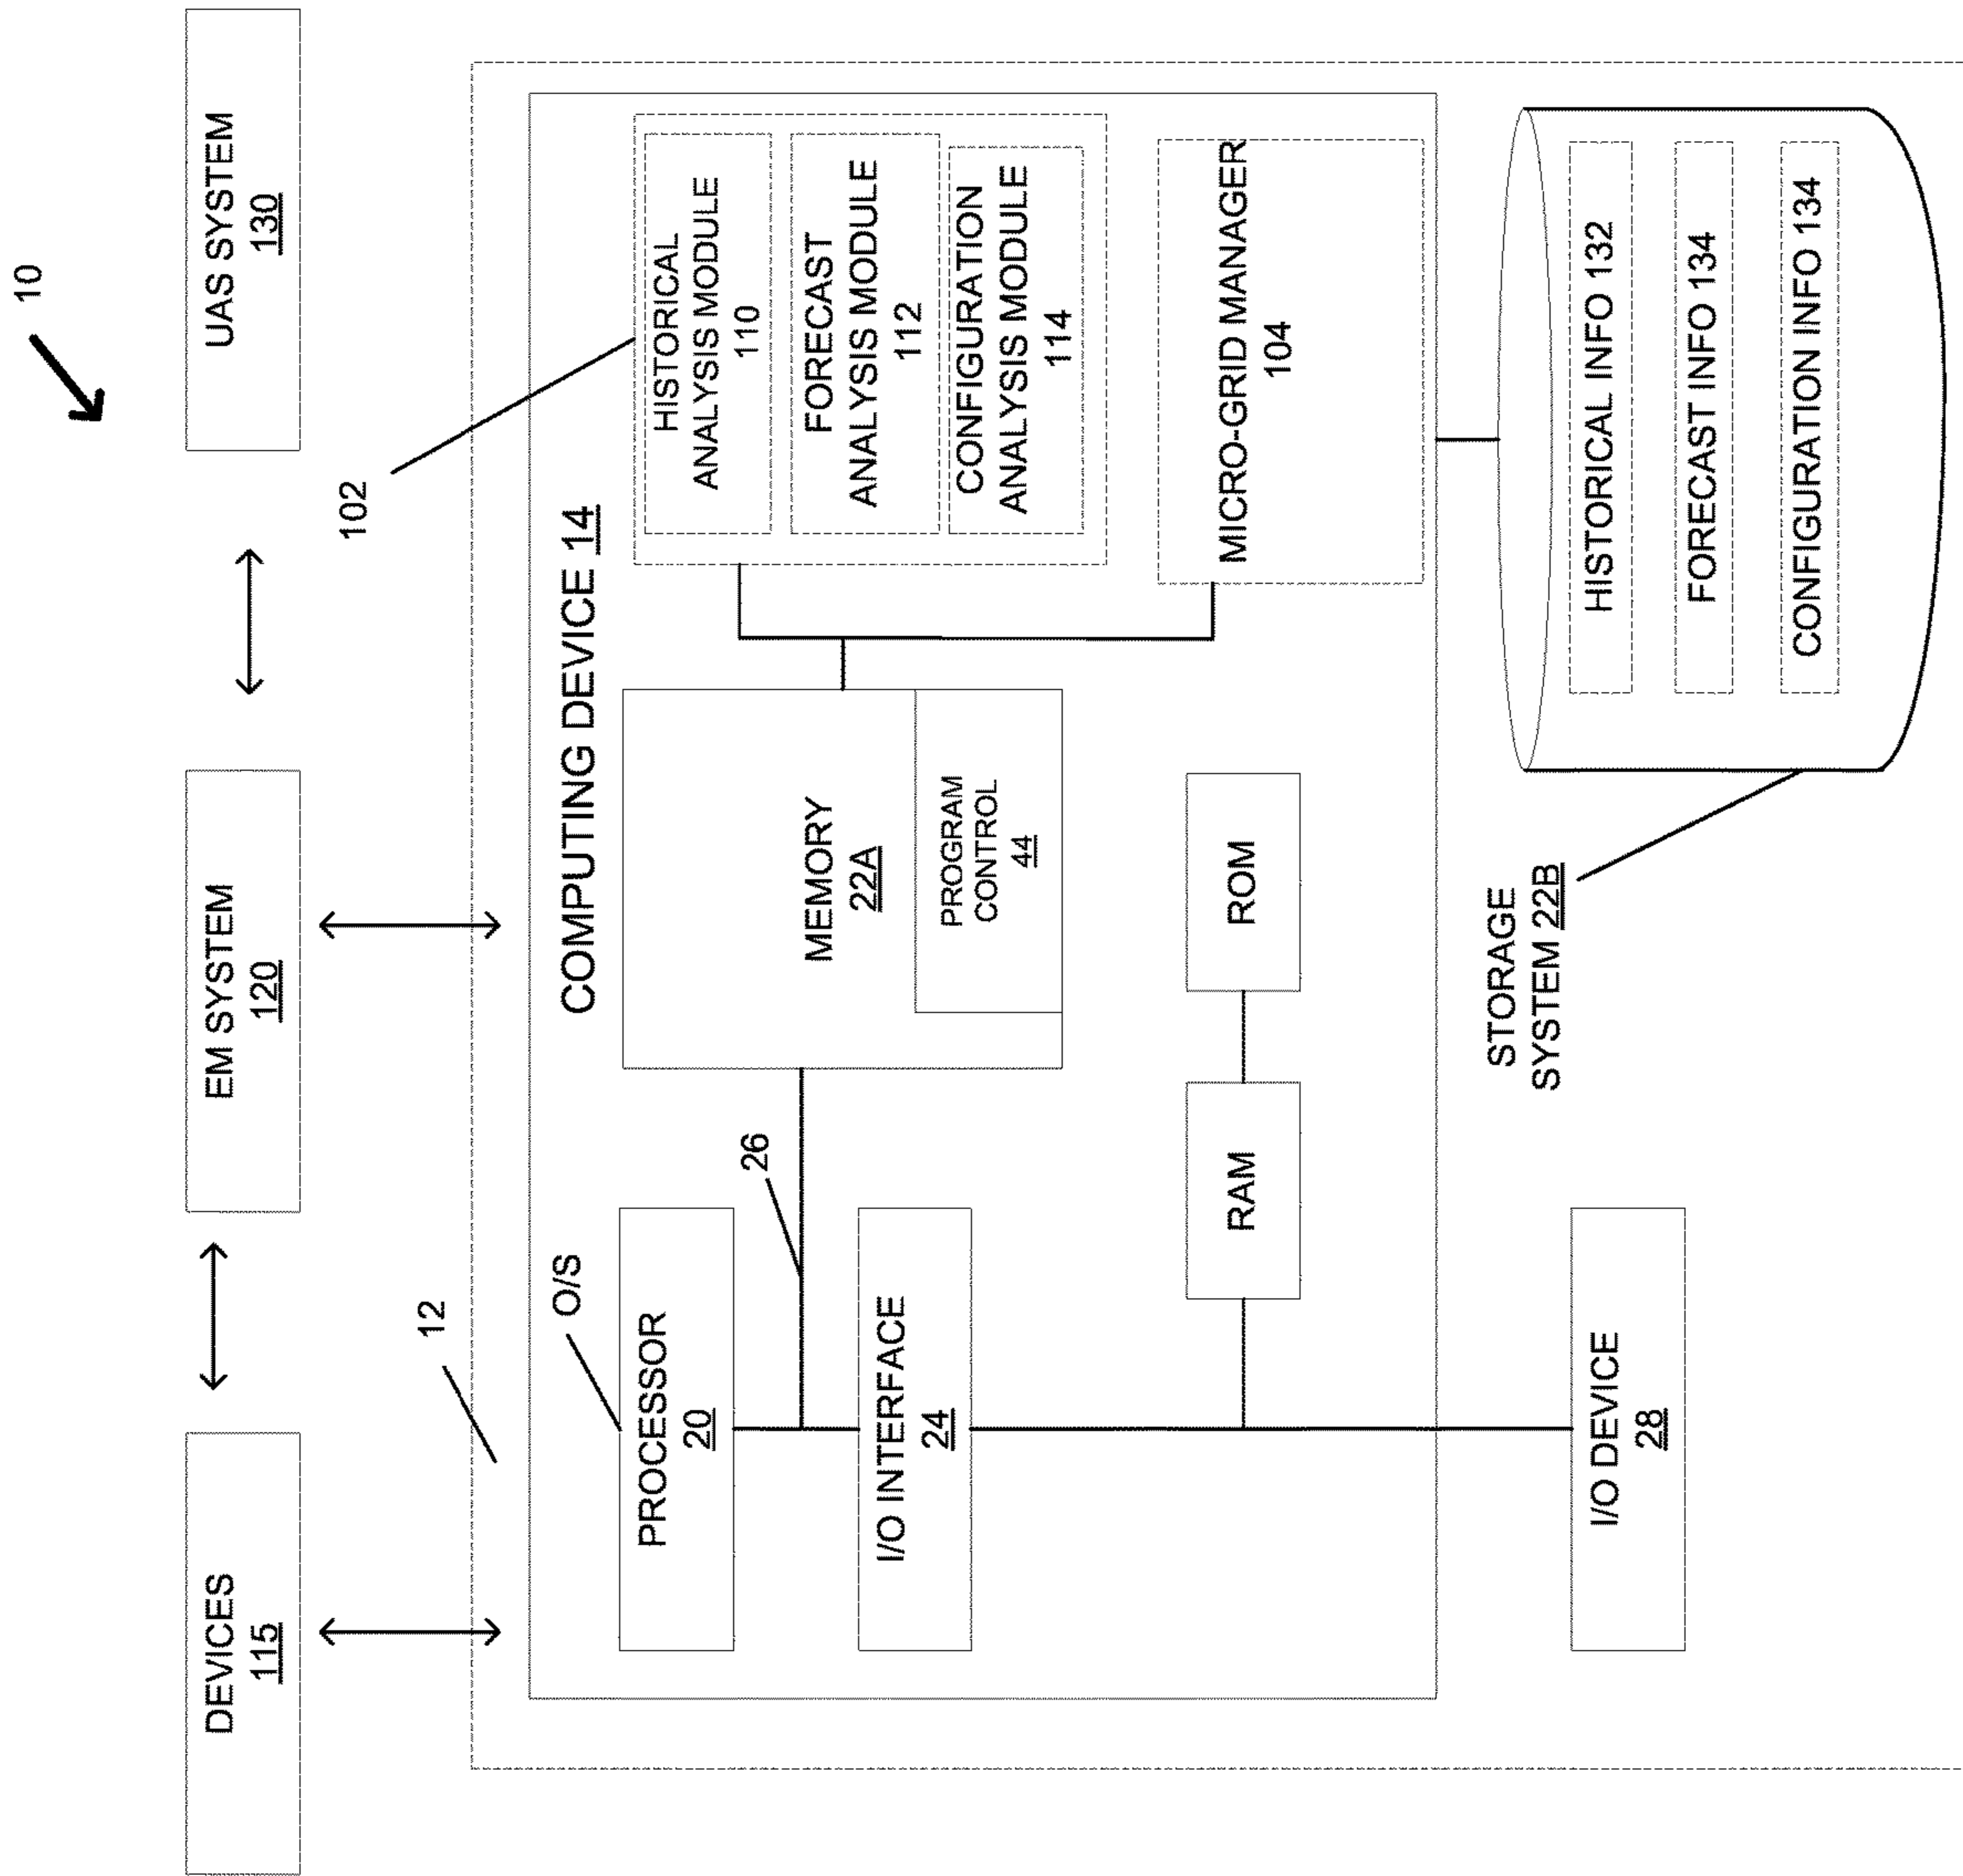 10
DEVICES
115
EM SYSTEM
120
UAS SYSTEM
130
12
102
COMPUTING DEVICE 14
O/S
PROCESSOR
20
26
I/O INTERFACE
24
MEMORY
22A
PROGRAM
CONTROL
44
RAM
ROM
HISTORICAL
ANALYSIS MODULE
110
FORECAST
ANALYSIS MODULE
112
CONFIGURATION
ANALYSIS MODULE
114
MICRO-GRID MANAGER
104
I/O DEVICE
28
STORAGE
SYSTEM 22B
HISTORICAL INFO 132
FORECAST INFO 134
CONFIGURATION INFO 134